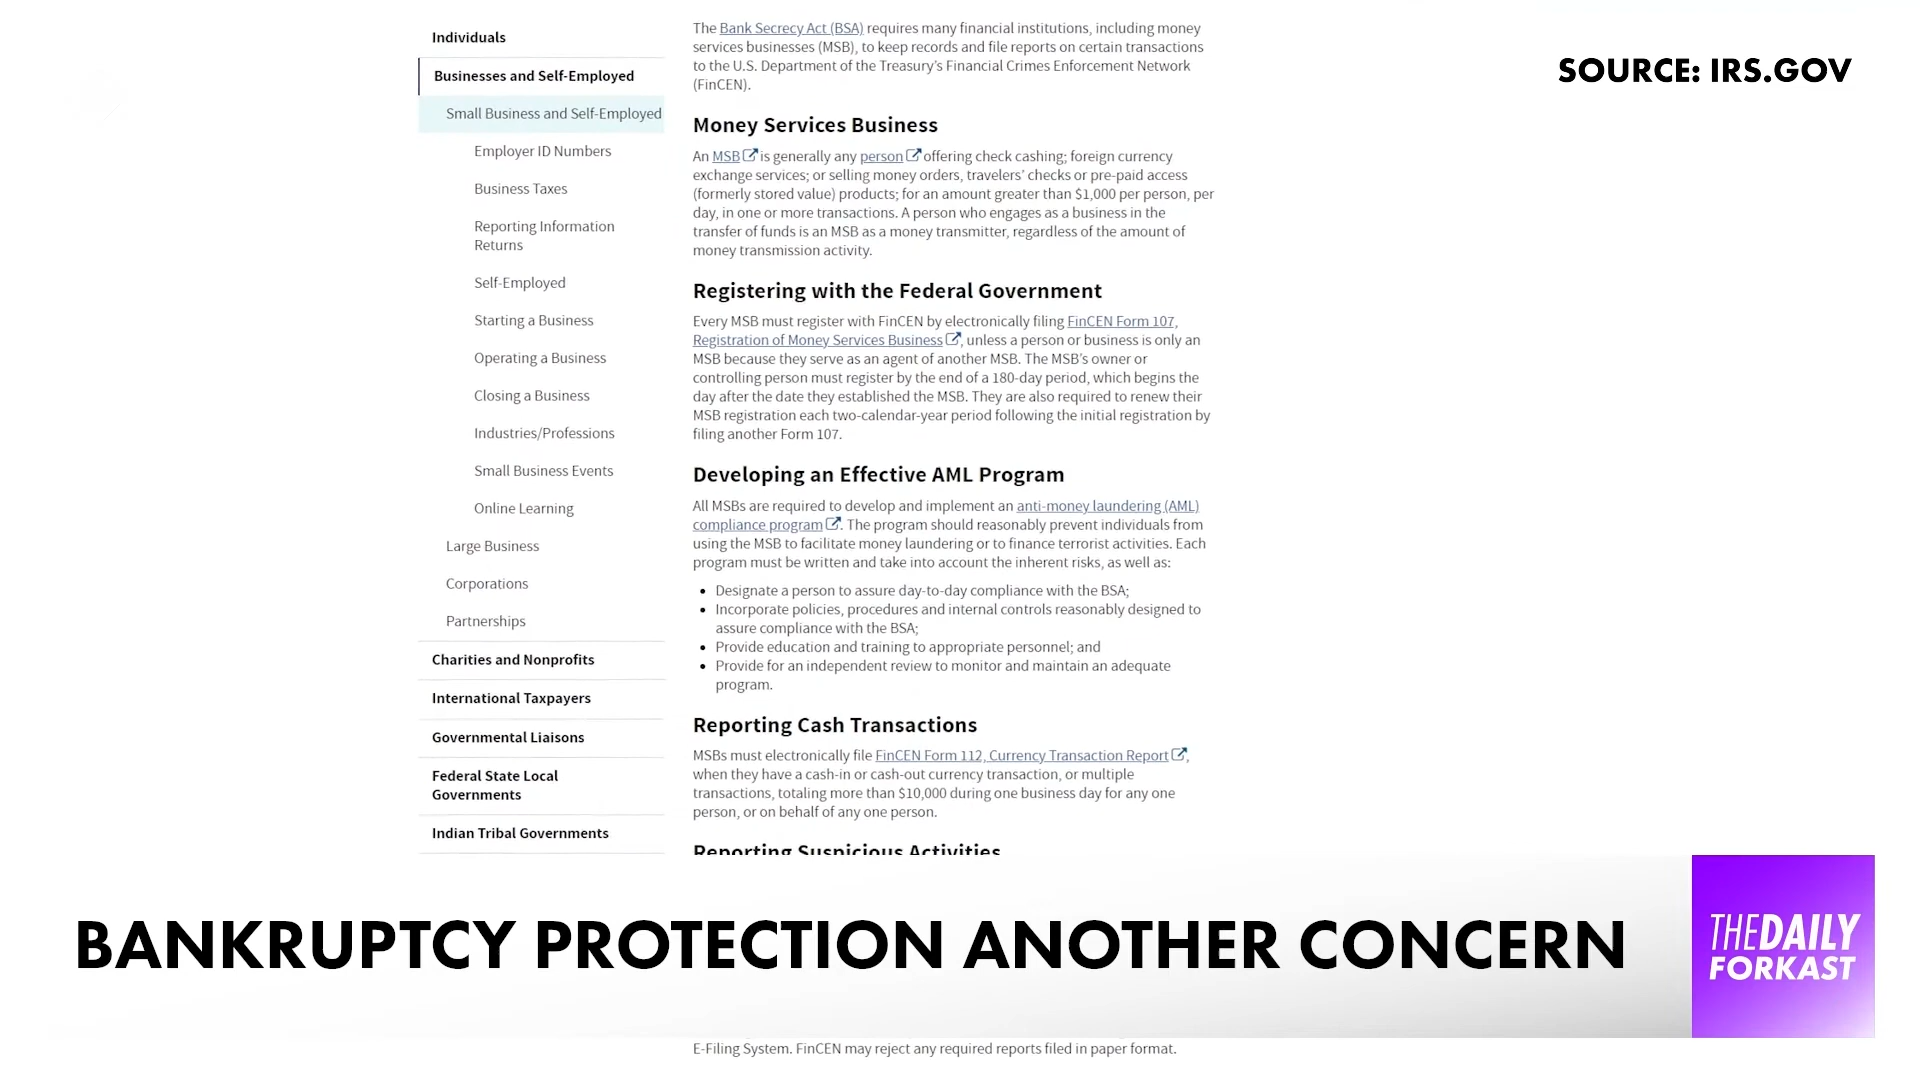 Individuals
Businesses and Self-Employed
Small Business and Self-Employed
Employer ID Numbers
Business Taxes
Reporting Information
Returns
Self-Employed
Starting a Business
Operating a Business
Closing a Business
Industries/Professions
Small Business Events
Online Learning
Large Business
Corporations
Partnerships
Charities and Nonprofits
International Taxpayers
Governmental Liaisons
Federal State Local
Governments
Indian Tribal Governments
The Bank Secrecy Act (BSA) requires many financial institutions, including money
services businesses (MSB), to keep records and file reports on certain transactions
to the U.S. Department of the Treasury's Financial Crimes Enforcement Network
(FinCEN).
Money Services Business
An MSB is generally any person offering check cashing; foreign currency
exchange services; or selling money orders, travelers' checks or pre-paid access
(formerly stored value) products; for an amount greater than $1,000 per person, per
day, in one or more transactions. A person who engages as a business in the
transfer of funds is an MSB as a money transmitter, regardless of the amount of
money transmission activity.
Registering with the Federal Government
Every MSB must register with FinCEN by electronically filing FinCEN Form 107,
Registration of Money Services Business, unless a person or business is only an
MSB because they serve as an agent of another MSB. The MSB's owner or
controlling person must register by the end of a 180-day period, which begins the
day after the date they established the MSB. They are also required to renew their
MSB registration each two-calendar-year period following the initial registration by
filing another Form 107.
Developing an Effective AML Program
All MSBs are required to develop and implement an anti-money laundering (AML)
compliance program. The program should reasonably prevent individuals from
using the MSB to facilitate money laundering or to finance terrorist activities. Each
program must be written and take into account the inherent risks, as well as:
• Designate a person to assure day-to-day compliance with the BSA;
• Incorporate policies, procedures and internal controls reasonably designed to
assure compliance with the BSA;
• Provide education and training to appropriate personnel; and
• Provide for an independent review to monitor and maintain an adequate
program.
Reporting Cash Transactions
MSBs must electronically file FinCEN Form 112, Currency Transaction Report,
when they have a cash-in or cash-out currency transaction, or multiple
transactions, totaling more than $10,000 during one business day for any one
person, or on behalf of any one person.
Reporting Suspicious Activities
SOURCE: IRS.GOV
BANKRUPTCY PROTECTION ANOTHER CONCERN
THEDAILY
FORKAST
E-Filing System. FinCEN may reject any required reports filed in paper format.